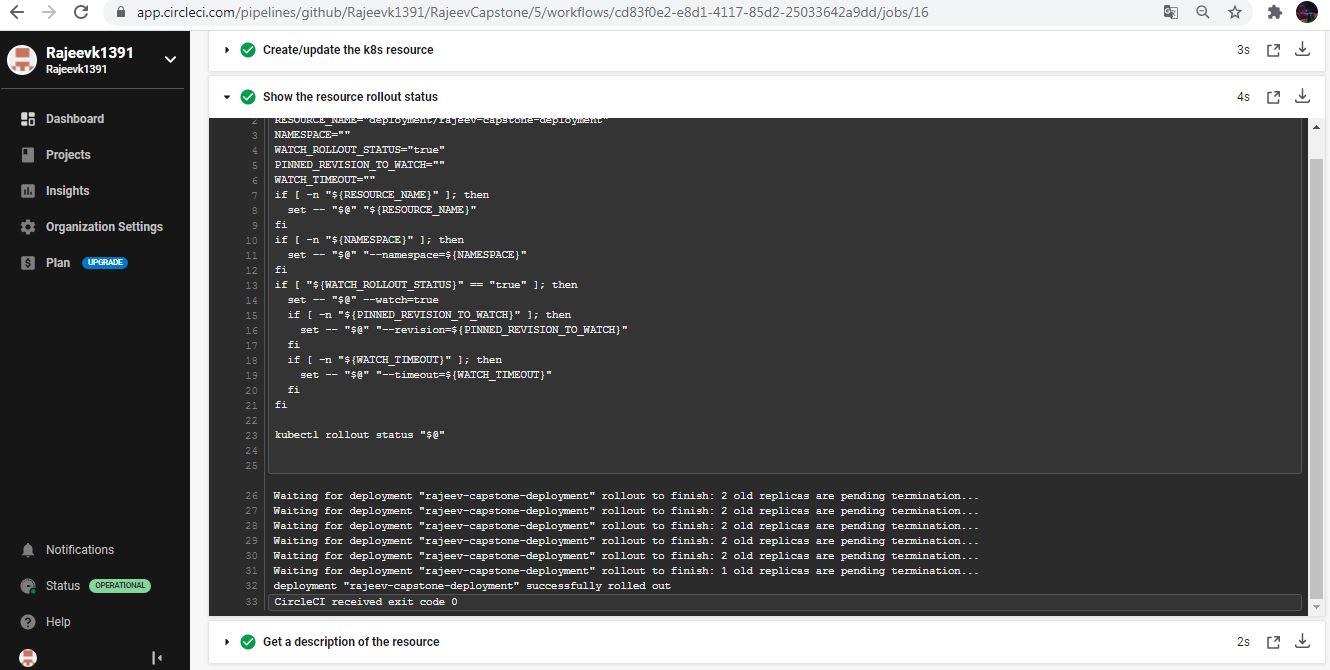 app.circleci.com/pipelines/github/Rajeevk1391/RajeevCapstone/5/workflows/cd83f0e2-e8d1-4117-85d2-25033642a9dd/jobs/16
Rajeevk1391
Rajeevk1391
Dashboard
Projects
Insights
Organization Settings
Plan UPGRADE
Notifications
Status OPERATIONAL
Help
Create/update the k8s resource 3s
Show the resource rollout status 4s
2 RESOURCE_NAME="deployment/rajeev-capstone-deployment"
3 NAMESPACE=""
4 WATCH_ROLLOUT_STATUS="true"
5 PINNED_REVISION_TO_WATCH=""
6 WATCH_TIMEOUT=""
7 if [ -n "${RESOURCE_NAME}" ]; then
8 set -- "$@" "${RESOURCE_NAME}"
9 fi
10 if [ -n "${NAMESPACE}" ]; then
11 set -- "$@" "--namespace=${NAMESPACE}"
12 fi
13 if [ "${WATCH_ROLLOUT_STATUS}" == "true" ]; then
14 set -- "$@" --watch=true
15 if [ -n "${PINNED_REVISION_TO_WATCH}" ]; then
16 set -- "$@" "--revision=${PINNED_REVISION_TO_WATCH}"
17 fi
18 if [ -n "${WATCH_TIMEOUT}" ]; then
19 set -- "$@" "--timeout=${WATCH_TIMEOUT}"
20 fi
21 fi
22
23 kubectl rollout status "$@"
24
25
26 Waiting for deployment "rajeev-capstone-deployment" rollout to finish: 2 old replicas are pending termination...
27 Waiting for deployment "rajeev-capstone-deployment" rollout to finish: 2 old replicas are pending termination...
28 Waiting for deployment "rajeev-capstone-deployment" rollout to finish: 2 old replicas are pending termination...
29 Waiting for deployment "rajeev-capstone-deployment" rollout to finish: 2 old replicas are pending termination...
30 Waiting for deployment "rajeev-capstone-deployment" rollout to finish: 2 old replicas are pending termination...
31 Waiting for deployment "rajeev-capstone-deployment" rollout to finish: 1 old replicas are pending termination...
32 deployment "rajeev-capstone-deployment" successfully rolled out
33 CircleCI received exit code 0
Get a description of the resource 2s